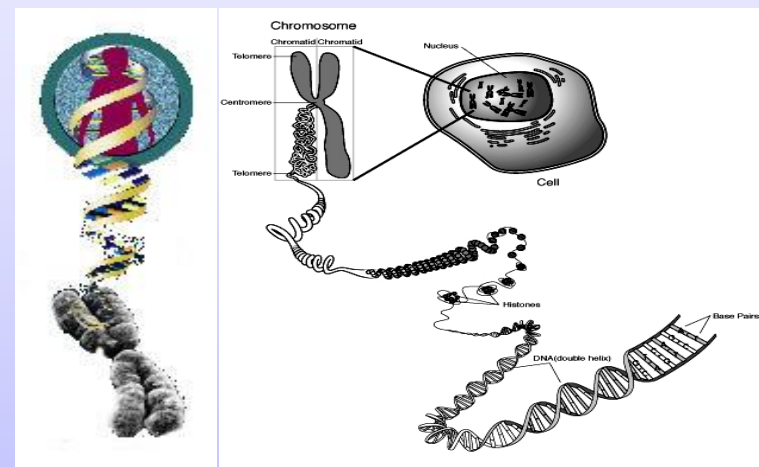 Chromosome
Chromatid Chromatid
Telomere
Nucleus
Centromere
Telomere
Cell
Histones
Base Pairs
DNA(double helix)